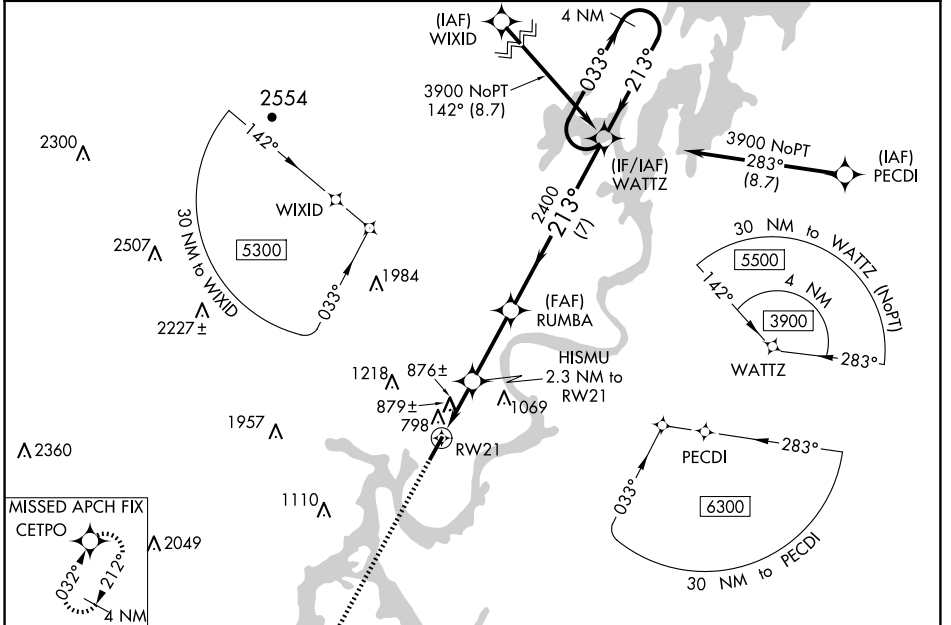 (IAF)
WIXID
4 NM
033°
213°
3900 NoPT
142° (8.7)
2554
2300
142°
WIXID
30 NM to WIXID
5300
033°
2507
2227±
1984
(IF/IAF)
WATTZ
3900 NoPT
283°
(8.7)
(IAF)
PECDI
2400
213°
(7)
30 NM to WATTZ (NoPT)
5500
4 NM
142°
3900
283°
WATTZ
(FAF)
RUMBA
HISMU
2.3 NM to
RW21
1218
876±
879±
798
1069
RW21
1957
2360
1110
283°
PECDI
033°
6300
30 NM to PECDI
MISSED APCH FIX
CETPO
032°
212°
4 NM
2049